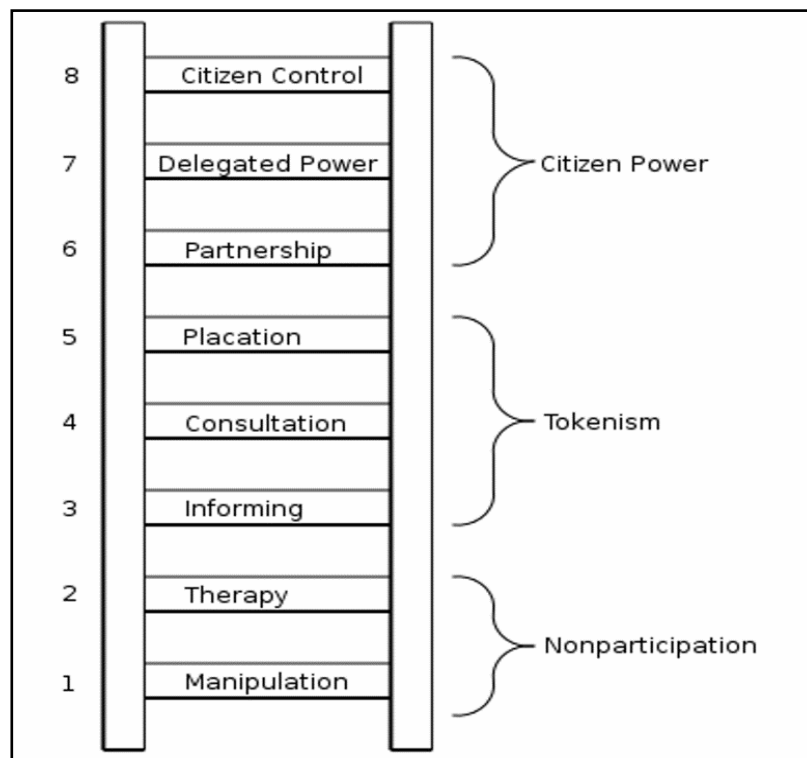 8 Citizen Control
7 Delegated Power Citizen Power
6 Partnership
5 Placation
4 Consultation Tokenism
3 Informing
2 Therapy
Nonparticipation
1 Manipulation